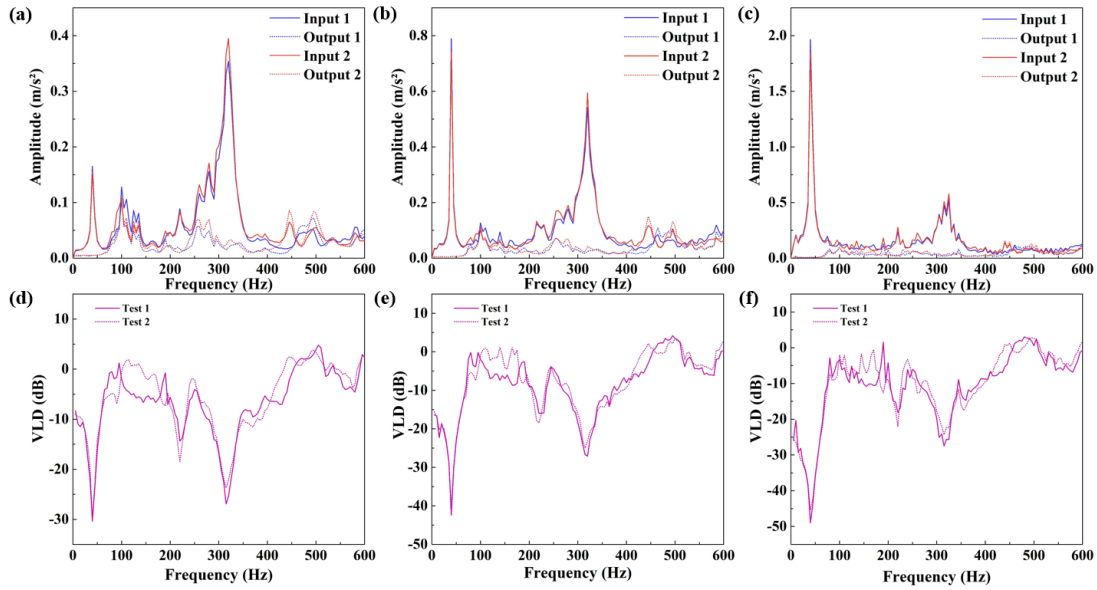 (a)
Input 1
Output 1
Input 2
Output 2
Amplitude (m/s²)
0.4
0.3
0.2
0.1
0.0
0 100 200 300 400 500 600
Frequency (Hz)
(b)
Input 1
Output 1
Input 2
Output 2
Amplitude (m/s²)
0.8
0.6
0.4
0.2
0.0
0 100 200 300 400 500 600
Frequency (Hz)
(c)
Input 1
Output 1
Input 2
Output 2
Amplitude (m/s²)
2.0
1.5
1.0
0.5
0.0
0 100 200 300 400 500 600
Frequency (Hz)
(d)
Test 1
Test 2
VLD (dB)
10
0
-10
-20
-30
0 100 200 300 400 500 600
Frequency (Hz)
(e)
Test 1
Test 2
VLD (dB)
10
0
-10
-20
-30
-40
-50
0 100 200 300 400 500 600
Frequency (Hz)
(f)
Test 1
Test 2
VLD (dB)
10
0
-10
-20
-30
-40
-50
0 100 200 300 400 500 600
Frequency (Hz)